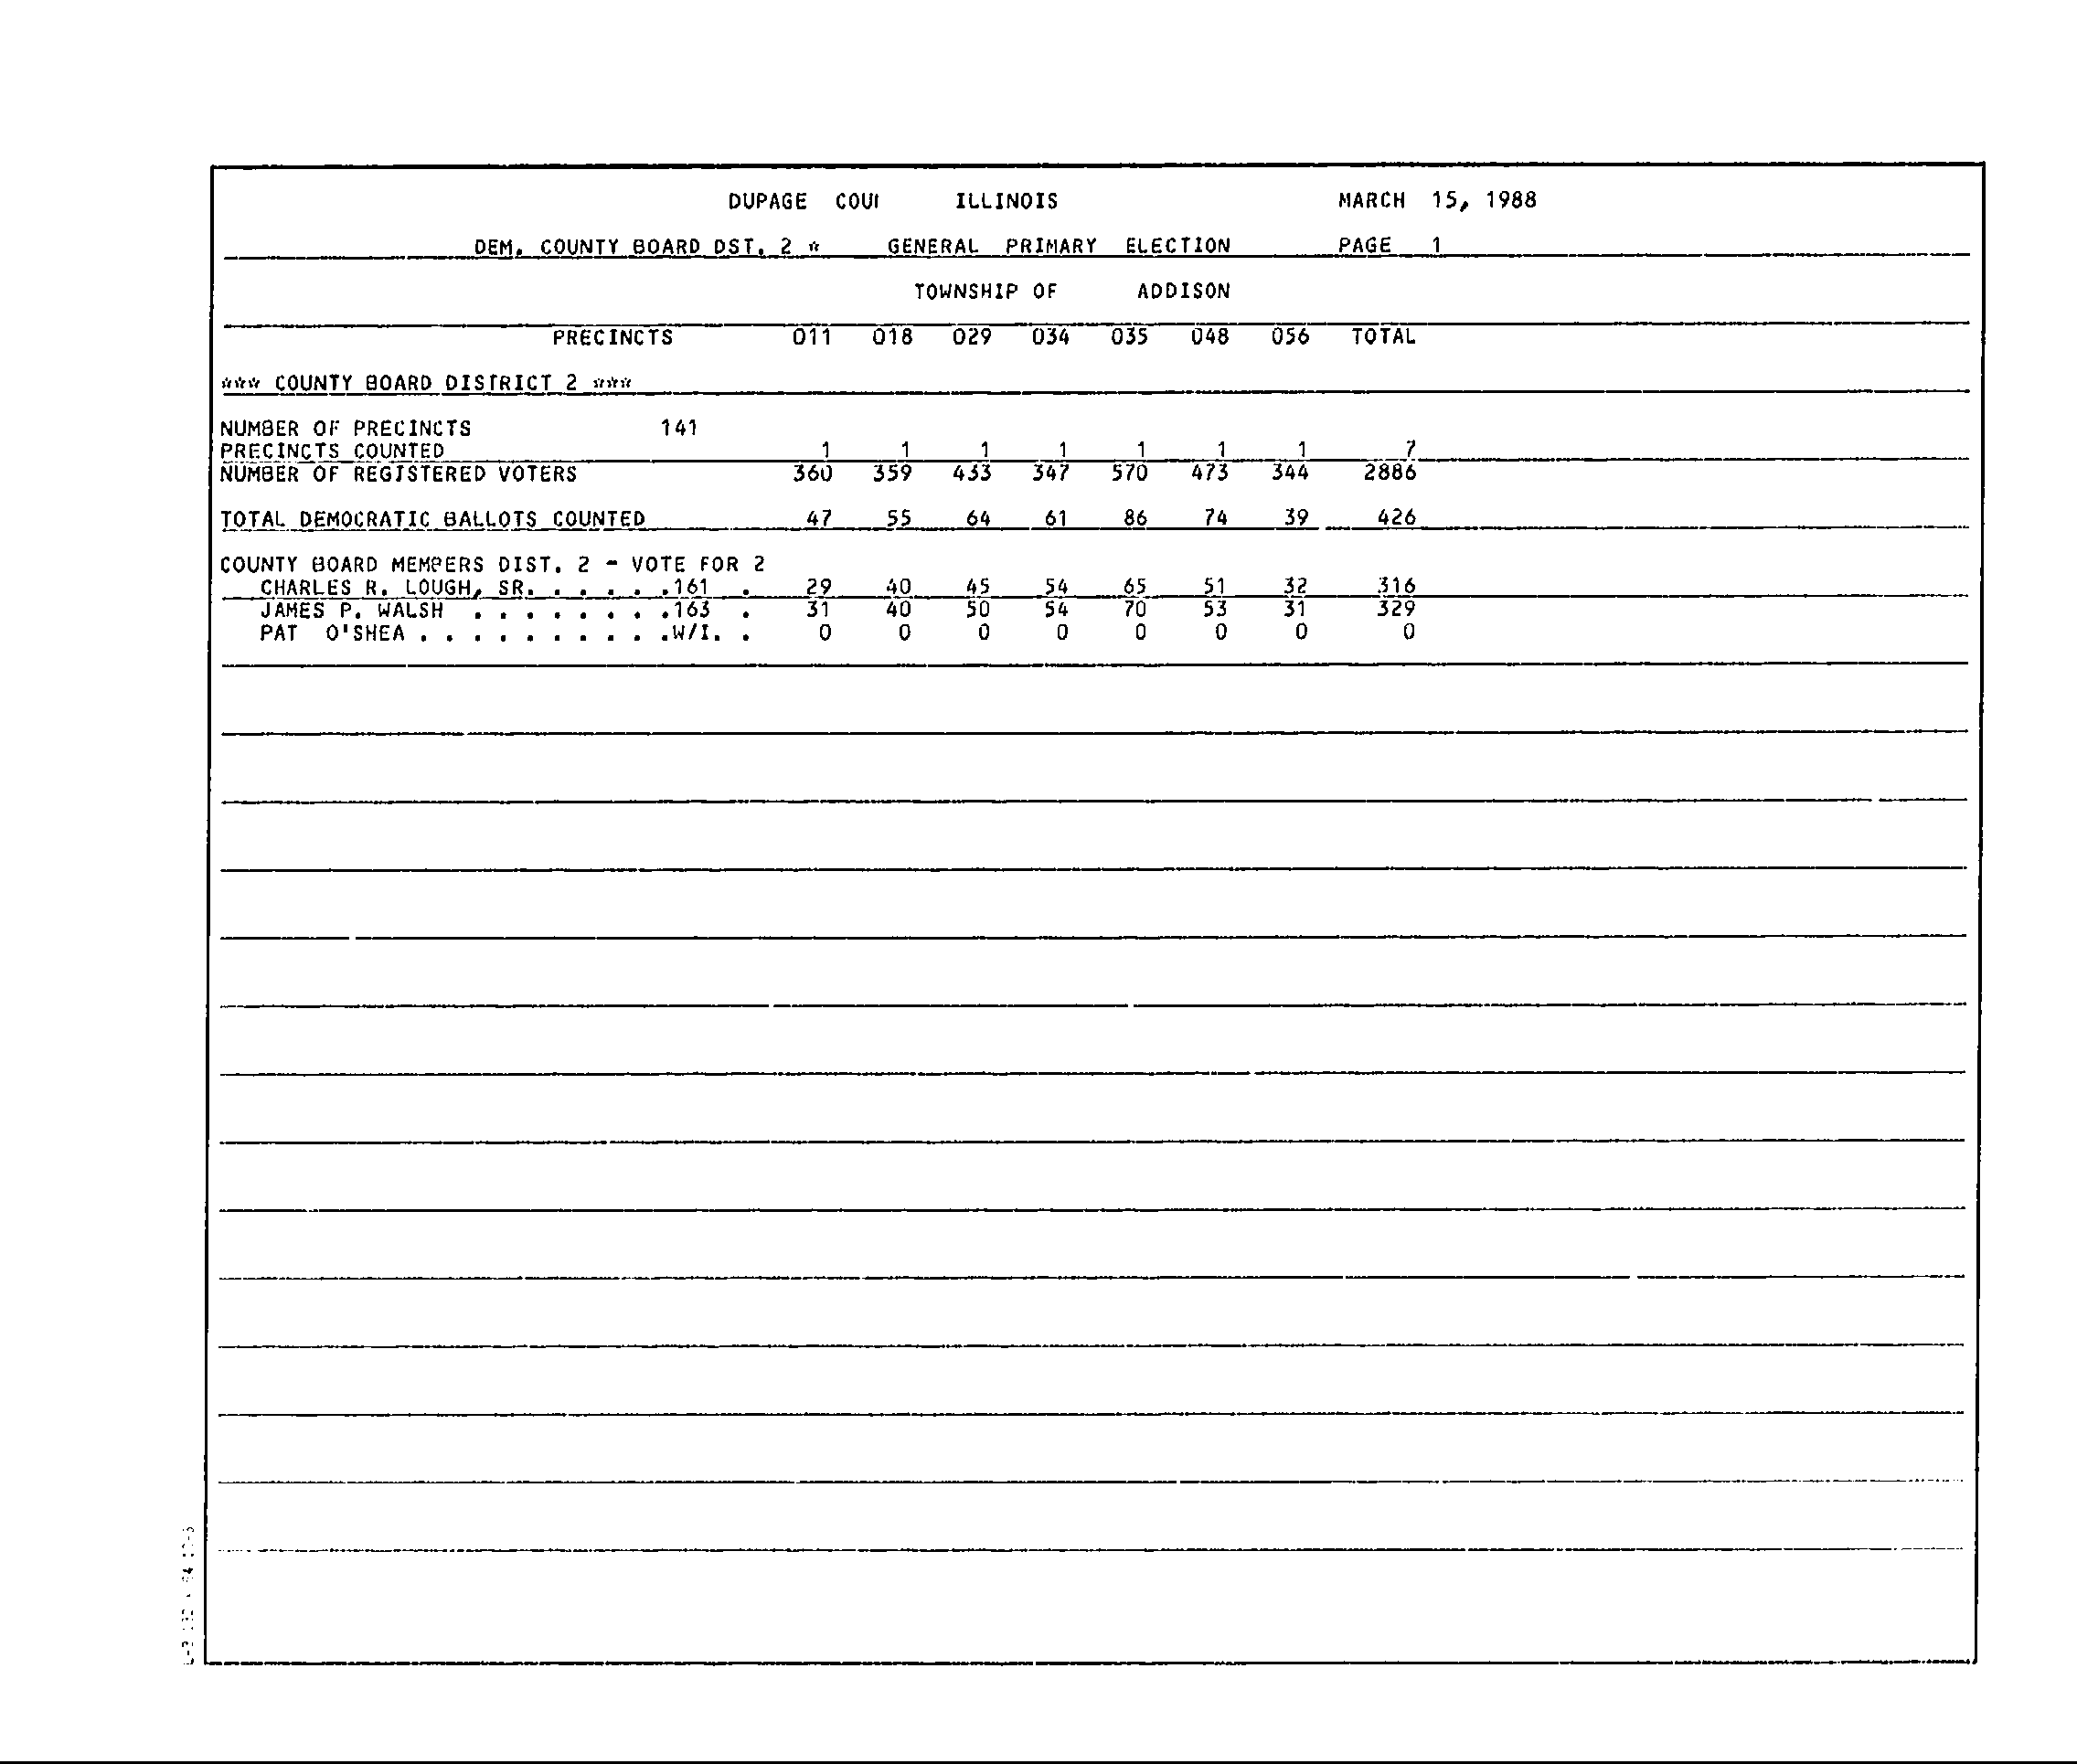 DUPAGE COU ILLINOIS MARCH 15, 1988
DEM. COUNTY BOARD DST. 2 * GENERAL PRIMARY ELECTION PAGE 1
TOWNSHIP OF ADDISON
PRECINCTS 011 018 029 034 035 048 056 TOTAL
*** COUNTY BOARD DISTRICT 2 ***
NUMBER OF PRECINCTS 141
PRECINCTS COUNTED 1 1 1 1 1 1 1 7
NUMBER OF REGISTERED VOTERS 360 359 433 347 570 473 344 2886
TOTAL DEMOCRATIC BALLOTS COUNTED 47 55 64 61 86 74 39 426
COUNTY BOARD MEMBERS DIST. 2 - VOTE FOR 2
CHARLES R. LOUGH, SR. . . . . . .161 . 29 40 45 54 65 51 32 316
JAMES P. WALSH . . . . . . . .163 . 31 40 50 54 70 53 31 329
PAT O'SHEA . . . . . . . . . .W/I. . 0 0 0 0 0 0 0 0